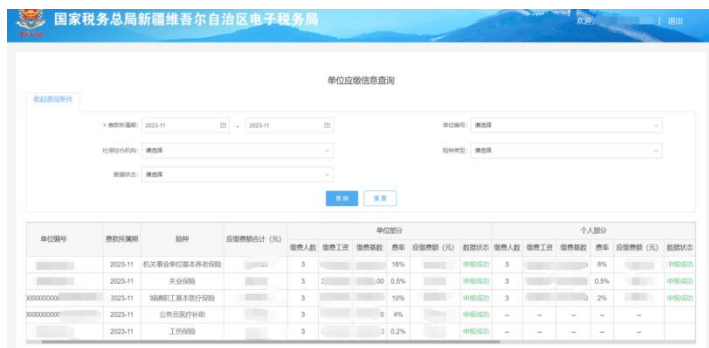 国家税务总局新疆维吾尔自治区电子税务局 欢迎, | 退出
单位应缴信息查询
收起查询条件
* 费款所属期: 2023-11 - 2023-11 单位编号: 请选择
社保经办机构: 请选择 险种类型: 请选择
数据状态: 请选择
查询 重置
单位编号 费款所属期 险种 应缴费额合计（元） 单位部分 个人部分
缴费人数 缴费工资 缴费基数 费率 应缴费额（元） 数据状态 缴费人数 缴费工资 缴费基数 费率 应缴费额（元） 数据状态
2023-11 机关事业单位基本养老保险 3 16% 申报成功 3 8% 申报成功
2023-11 失业保险 3 .00 0.5% 申报成功 3 0.5% 申报成功
2023-11 城镇职工基本医疗保险 3 10% 申报成功 3 2% 申报成功
2023-11 公务员医疗补助 3 0 4% 申报成功 -- -- -- -- -- --
2023-11 工伤保险 3 0.2% 申报成功 -- -- -- -- -- --